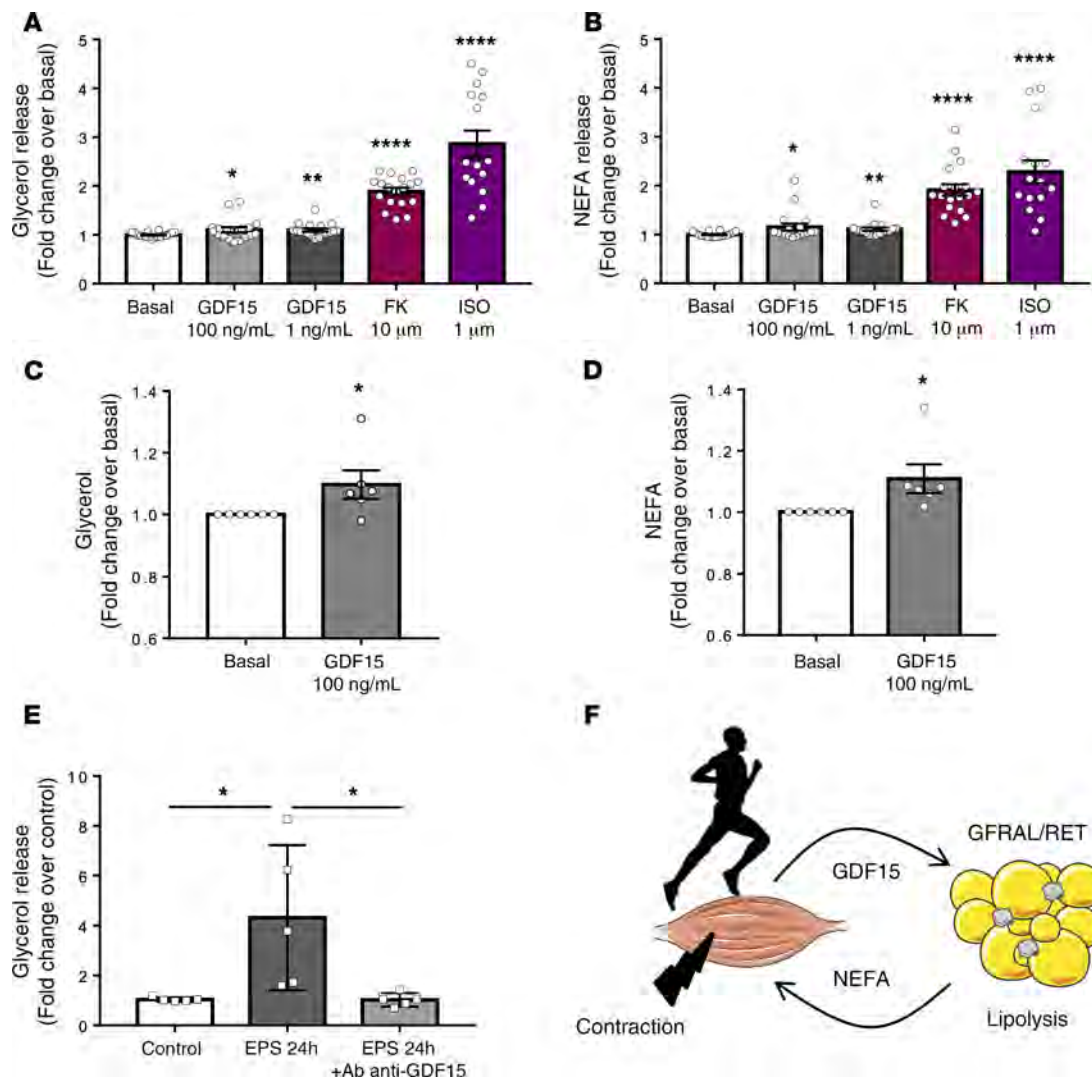 A
Glycerol release
(Fold change over basal)
5
4
3
2
1
0
*
**
****
****
Basal
GDF15
100 ng/mL
GDF15
1 ng/mL
FK
10 μm
ISO
1 μm
B
NEFA release
(Fold change over basal)
5
4
3
2
1
0
*
**
****
****
Basal
GDF15
100 ng/mL
GDF15
1 ng/mL
FK
10 μm
ISO
1 μm
C
Glycerol
(Fold change over basal)
1.4
1.2
1.0
0.8
0.6
*
Basal
GDF15
100 ng/mL
D
NEFA
(Fold change over basal)
1.4
1.2
1.0
0.8
0.6
*
Basal
GDF15
100 ng/mL
E
Glycerol release
(Fold change over control)
10
8
6
4
2
0
*
*
Control
EPS 24h
EPS 24h
+Ab anti-GDF15
F
GFRAL/RET
GDF15
NEFA
Contraction
Lipolysis